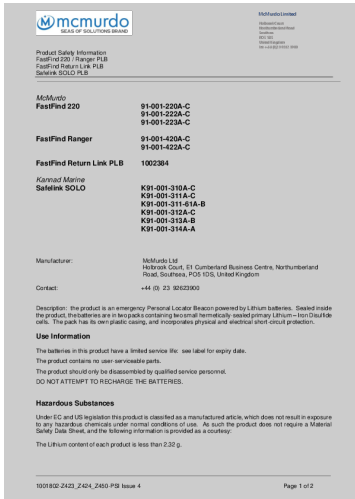 mcmurdo
SEAS OF SOLUTIONS BRAND
McMurdo Limited
Product Safety Information
FastFind 220 / Ranger PLB
FastFind Return Link PLB
Safelink SOLO PLB
McMurdo
FastFind 220 91-001-220A-C
91-001-222A-C
91-001-223A-C
FastFind Ranger 91-001-420A-C
91-001-422A-C
FastFind Return Link PLB 1002384
Kannad Marine
Safelink SOLO K91-001-310A-C
K91-001-311A-C
K91-001-311-61A-B
K91-001-312A-C
K91-001-313A-B
K91-001-314A-A
Manufacturer: McMurdo Ltd
Holbrook Court, E1 Cumberland Business Centre, Northumberland
Road, Southsea, PO5 1DS, United Kingdom
Contact: +44 (0) 23 92623900
Description: the product is an emergency Personal Locator Beacon powered by Lithium batteries. Sealed inside
the product, the batteries are in two packs containing two small hermetically-sealed primary Lithium – Iron Disulfide
cells. The pack has its own plastic casing, and incorporates physical and electrical short-circuit protection.
Use Information
The batteries in this product have a limited service life: see label for expiry date.
The product contains no user-serviceable parts.
The product should only be disassembled by qualified service personnel.
DO NOT ATTEMPT TO RECHARGE THE BATTERIES.
Hazardous Substances
Under EC and US legislation this product is classified as a manufactured article, which does not result in exposure
to any hazardous chemicals under normal conditions of use. As such the product does not require a Material
Safety Data Sheet, and the following information is provided as a courtesy:
The Lithium content of each product is less than 2.32 g.
1001802-Z423_Z424_Z450-PSI Issue 4 Page 1 of 2